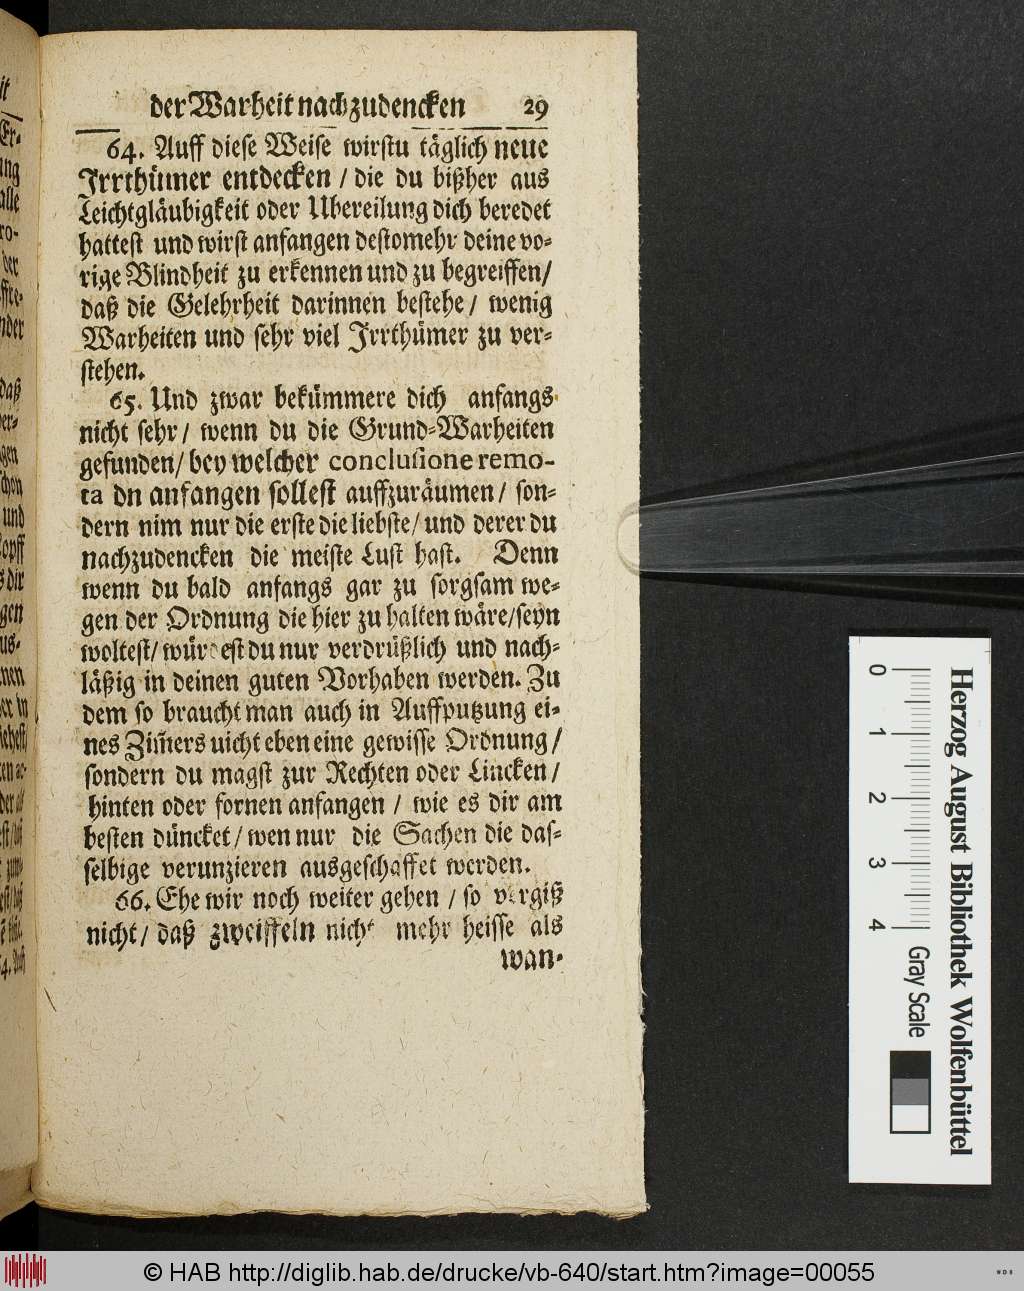 der Warheit nachzudencken 29
64. Auff diese Weise wirstu täglich neue
Irrthümer entdecken / die du bißher aus
Leichtgläubigkeit oder Ubereilung dich beredet
hattest und wirst anfangen destomehr deine vo-
rige Blindheit zu erkennen und zu begreiffen/
daß die Gelehrheit darinnen bestehe / wenig
Warheiten und sehr viel Irrthümer zu ver-
stehen.
65. Und zwar bekümmere dich anfangs
nicht sehr / wenn du die Grund-Warheiten
gefunden / bey welcher conclusione remo-
ta dn anfangen sollest auffzuräumen / son-
dern nim nur die erste die liebste / und derer du
nachzudencken die meiste Lust hast. Denn
wenn du bald anfangs gar zu sorgsam we-
gen der Ordnung die hier zu halten wäre/seyn
woltest/ würdest du nur verdrüßlich und nach-
läßig in deinen guten Vorhaben werden. Zu
dem so braucht man auch in Auffputzung ei-
nes Zim̃ers uicht eben eine gewisse Ordnung /
sondern du magst zur Rechten oder Lincken /
hinten oder fornen anfangen / wie es dir am
besten düncket / wen nur die Sachen die das-
selbige verunzieren ausgeschaffet werden.
66. Ehe wir noch weiter gehen / so vergiß
nicht / daß zweiffeln nicht mehr heisse als
wan-
Herzog August Bibliothek Wolfenbüttel
0 1 2 3 4 Gray Scale
© HAB http://diglib.hab.de/drucke/vb-640/start.htm?image=00055